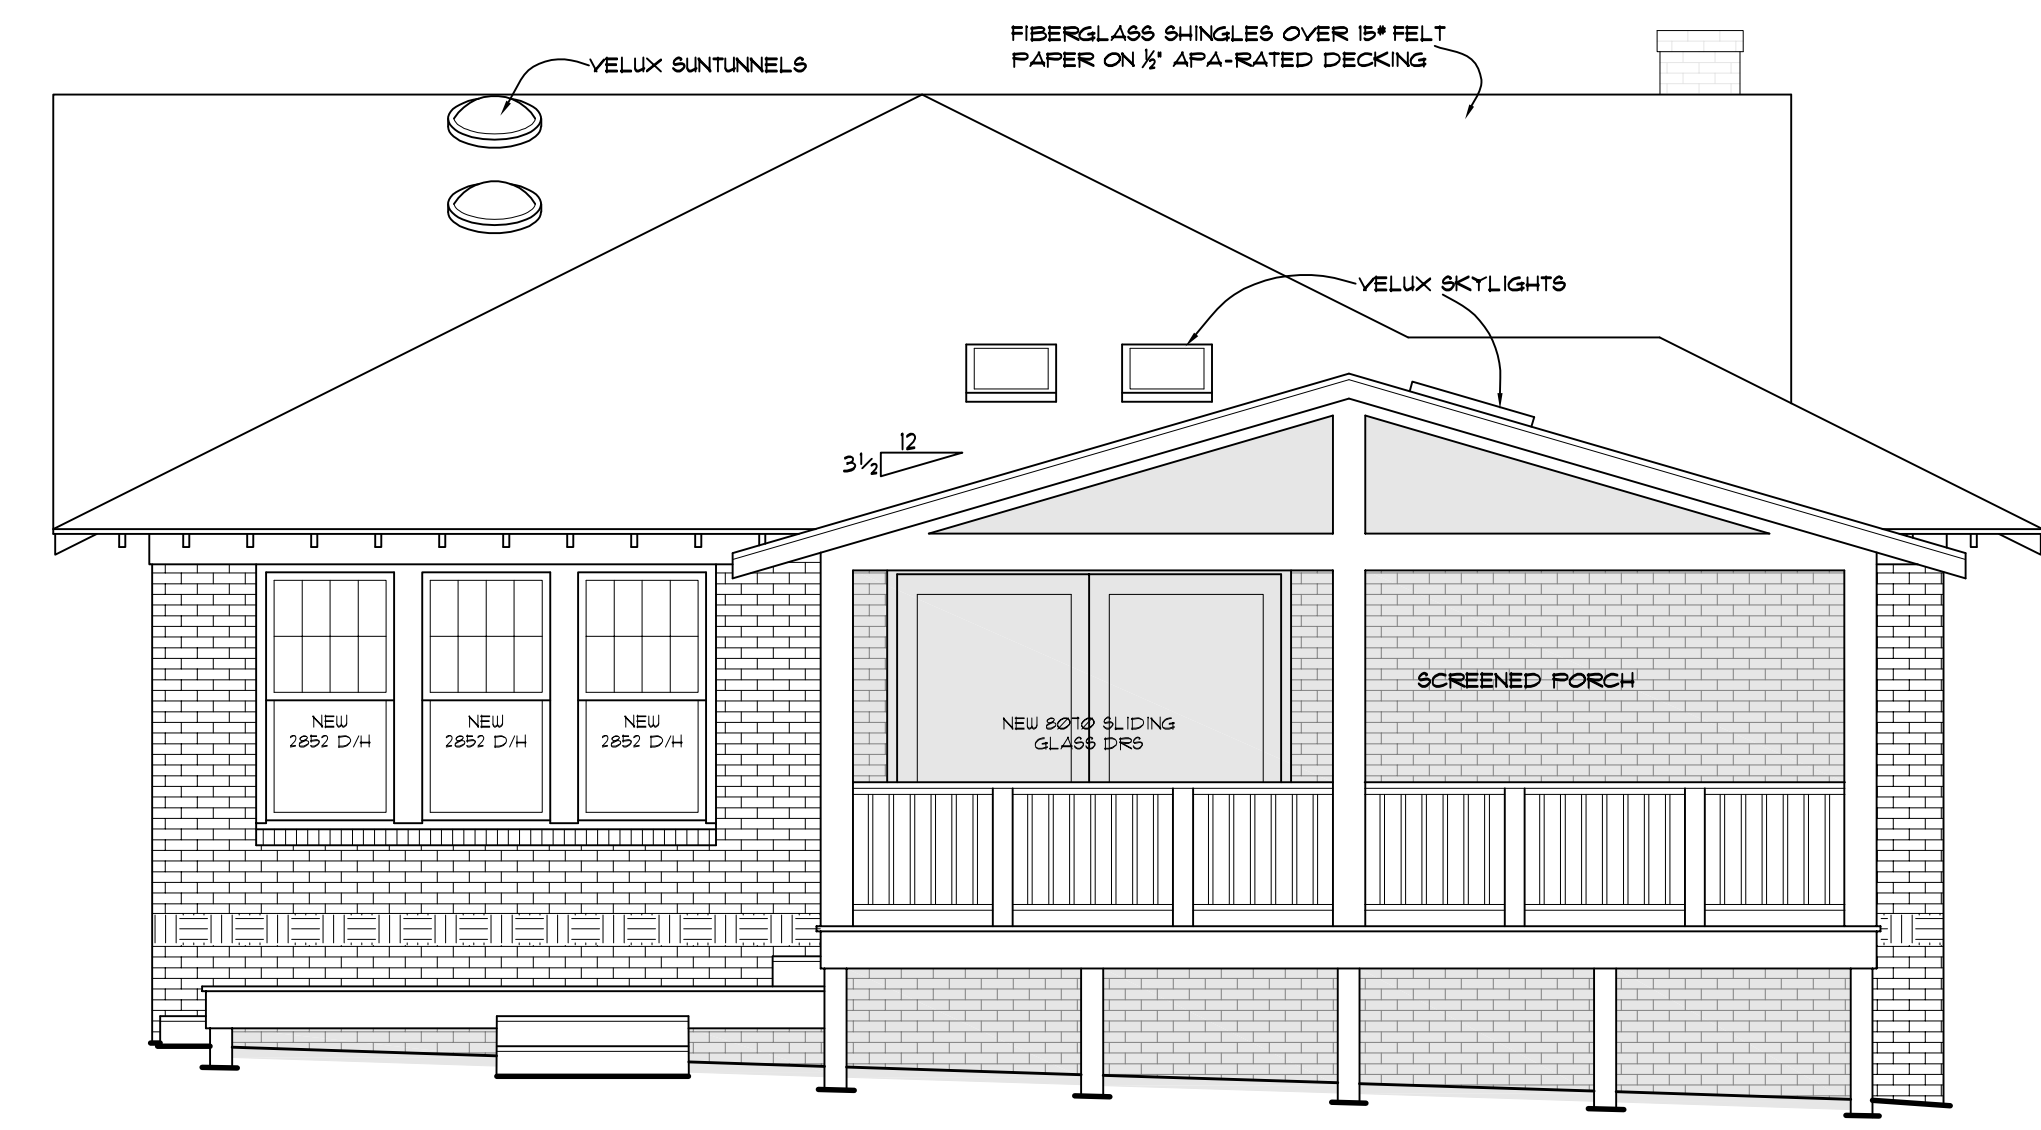 FIBERGLASS SHINGLES OVER 15# FELT
PAPER ON ½" APA-RATED DECKING
VELUX SUNTUNNELS
VELUX SKYLIGHTS
12
3½
SCREENED PORCH
NEW
2852 D/H
NEW
2852 D/H
NEW
2852 D/H
NEW 8070 SLIDING
GLASS DRS